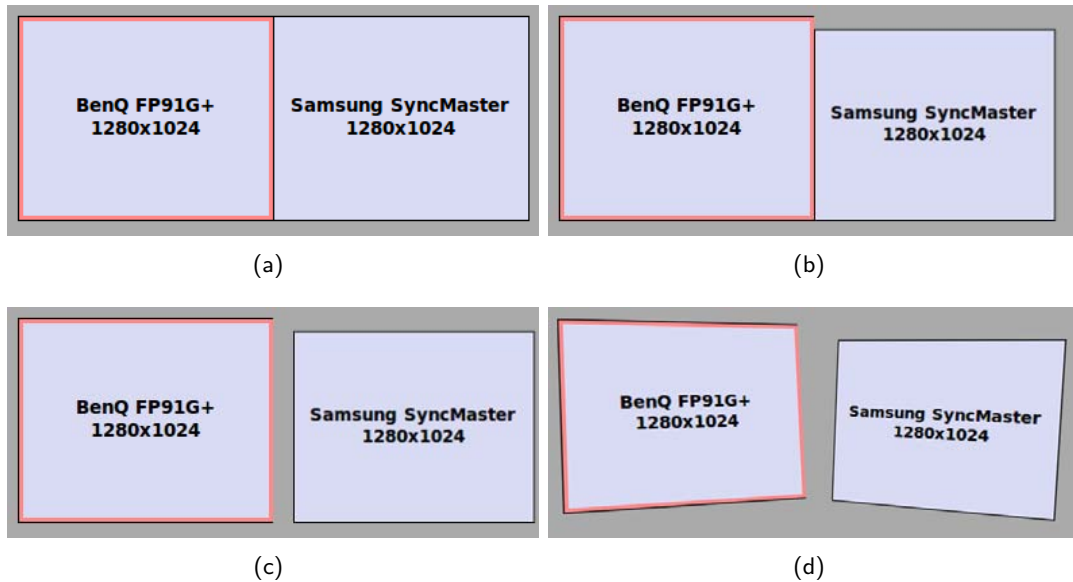 BenQ FP91G+
1280x1024
Samsung SyncMaster
1280x1024
(a)
BenQ FP91G+
1280x1024
Samsung SyncMaster
1280x1024
(b)
BenQ FP91G+
1280x1024
Samsung SyncMaster
1280x1024
(c)
BenQ FP91G+
1280x1024
Samsung SyncMaster
1280x1024
(d)